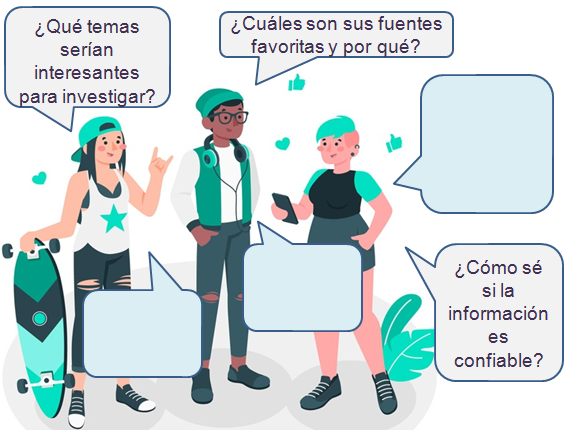 ¿Qué temas
serían
interesantes
para investigar?
¿Cuáles son sus fuentes
favoritas y por qué?
¿Cómo sé
si la
información
es
confiable?